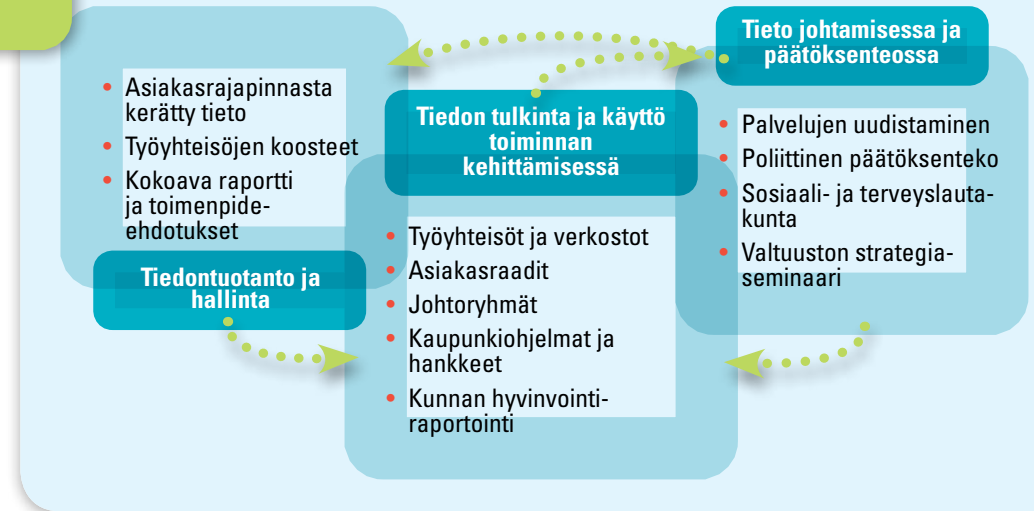 • Asiakasrajapinnasta
kerätty tieto
• Työyhteisöjen koosteet
• Kokoava raportti
ja toimenpide-
ehdotukset
Tiedontuotanto ja
hallinta
Tiedon tulkinta ja käyttö
toiminnan
kehittämisessä
• Työyhteisöt ja verkostot
• Asiakasraadit
• Johtoryhmät
• Kaupunkiohjelmat ja
hankkeet
• Kunnan hyvinvointi-
raportointi
Tieto johtamisessa ja
päätöksenteossa
• Palvelujen uudistaminen
• Poliittinen päätöksenteko
• Sosiaali- ja terveyslauta-
kunta
• Valtuuston strategia-
seminaari